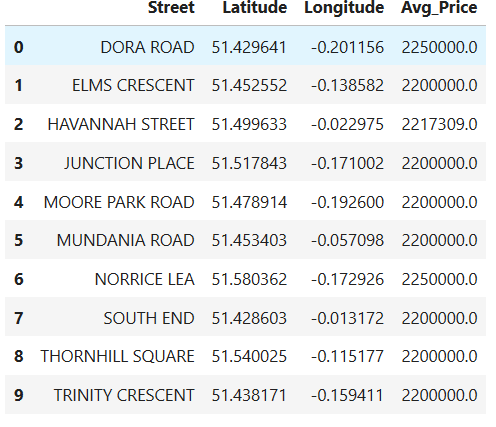 Street Latitude Longitude Avg_Price
0 DORA ROAD 51.429641 -0.201156 2250000.0
1 ELMS CRESCENT 51.452552 -0.138582 2200000.0
2 HAVANNAH STREET 51.499633 -0.022975 2217309.0
3 JUNCTION PLACE 51.517843 -0.171002 2200000.0
4 MOORE PARK ROAD 51.478914 -0.192600 2200000.0
5 MUNDANIA ROAD 51.453403 -0.057098 2200000.0
6 NORRICE LEA 51.580362 -0.172926 2250000.0
7 SOUTH END 51.428603 -0.013172 2200000.0
8 THORNHILL SQUARE 51.540025 -0.115177 2200000.0
9 TRINITY CRESCENT 51.438171 -0.159411 2200000.0